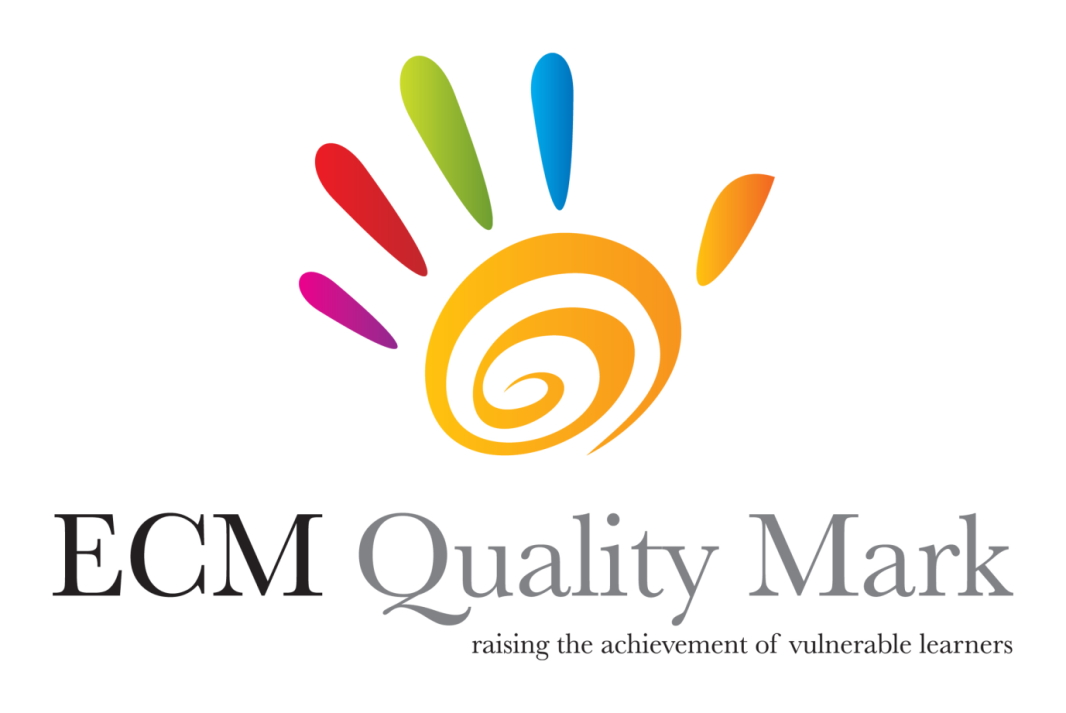 ECM Quality Mark
raising the achievement of vulnerable learners